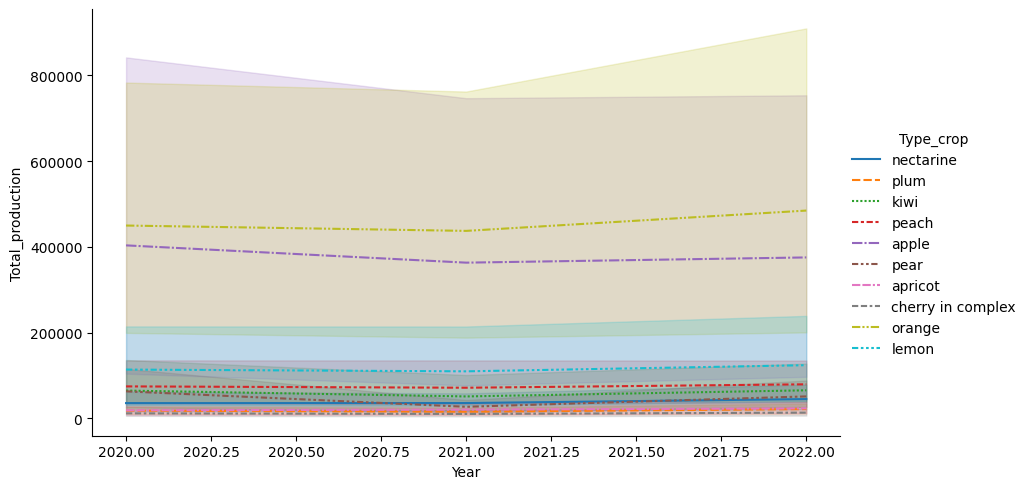 Total_production
800000
600000
400000
200000
0
2020.00 2020.25 2020.50 2020.75 2021.00 2021.25 2021.50 2021.75 2022.00
Year
Type_crop
nectarine
plum
kiwi
peach
apple
pear
apricot
cherry in complex
orange
lemon